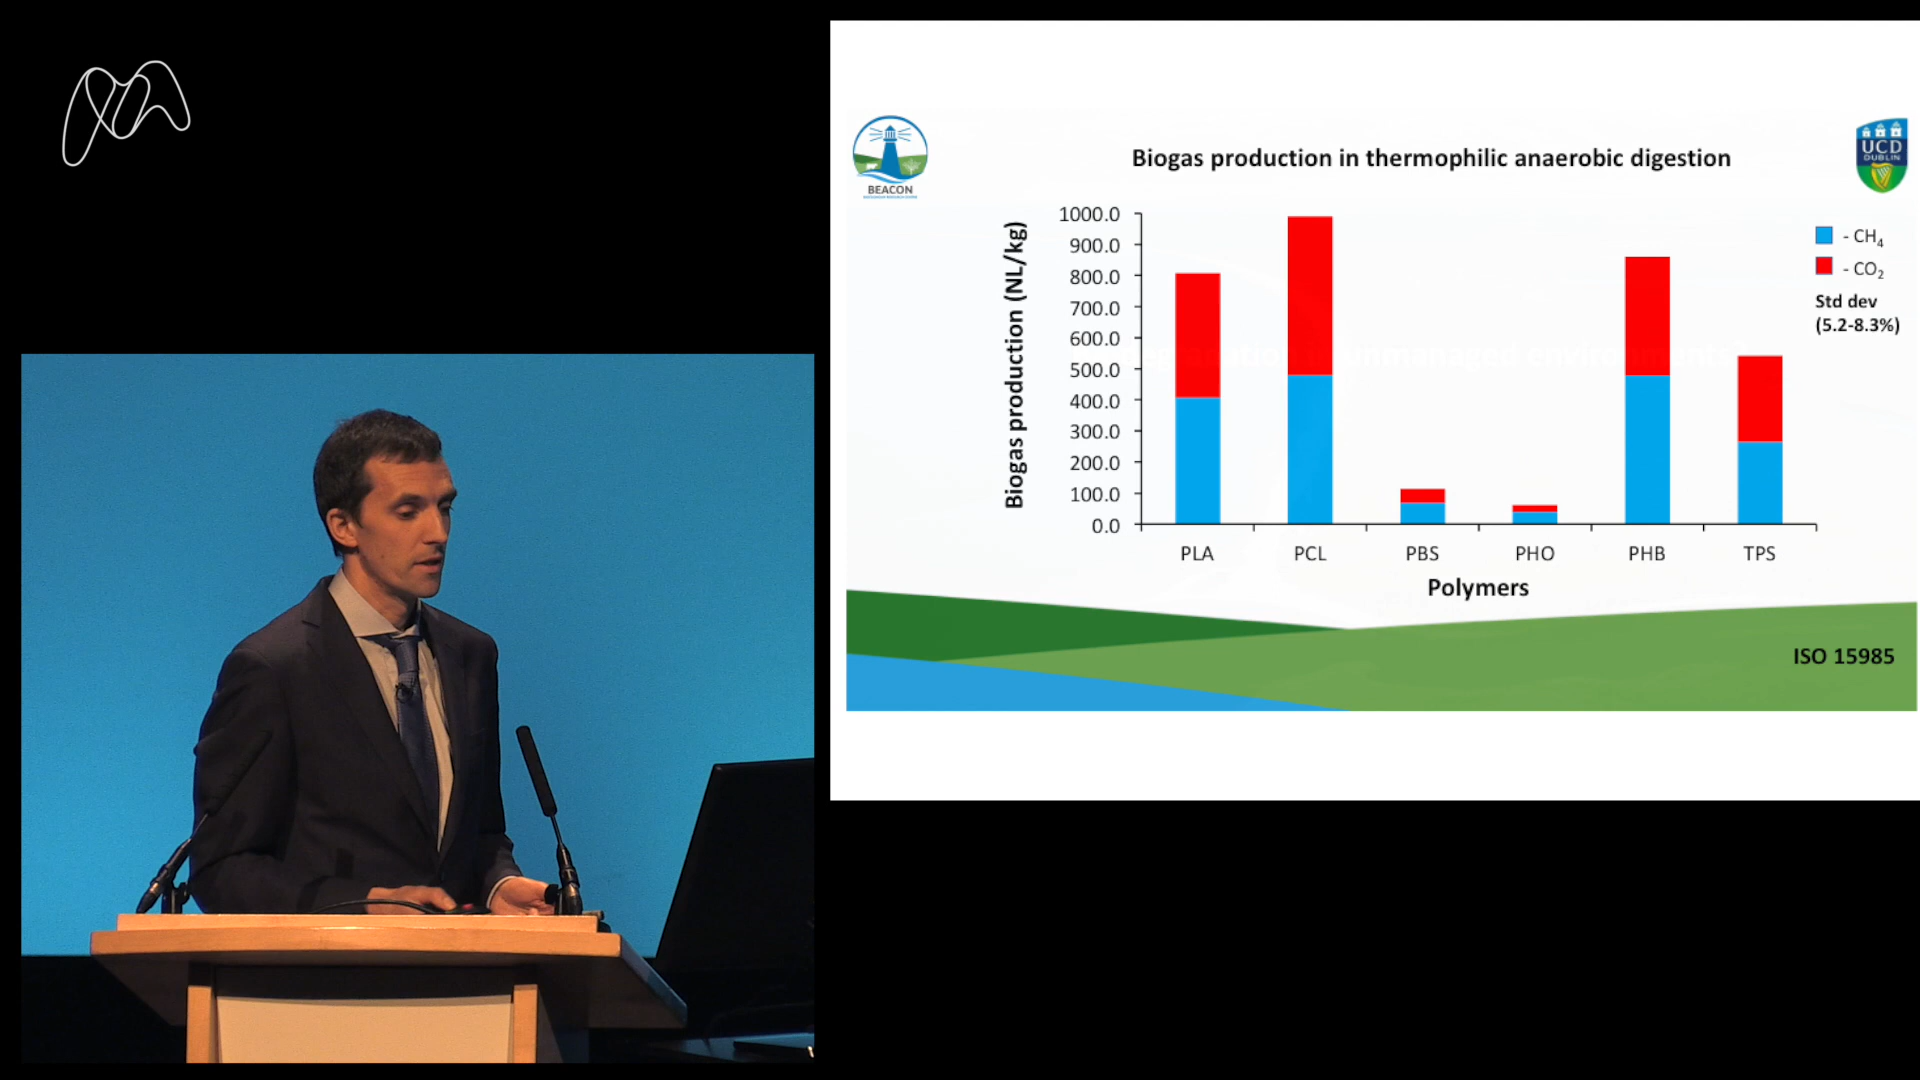 BEACON
Biogas production in thermophilic anaerobic digestion
UCD
DUBLIN
Biogas production (NL/kg)
1000.0
900.0
800.0
700.0
600.0
500.0
400.0
300.0
200.0
100.0
0.0
- CH₄
- CO₂
Std dev
(5.2-8.3%)
PLA PCL PBS PHO PHB TPS
Polymers
ISO 15985